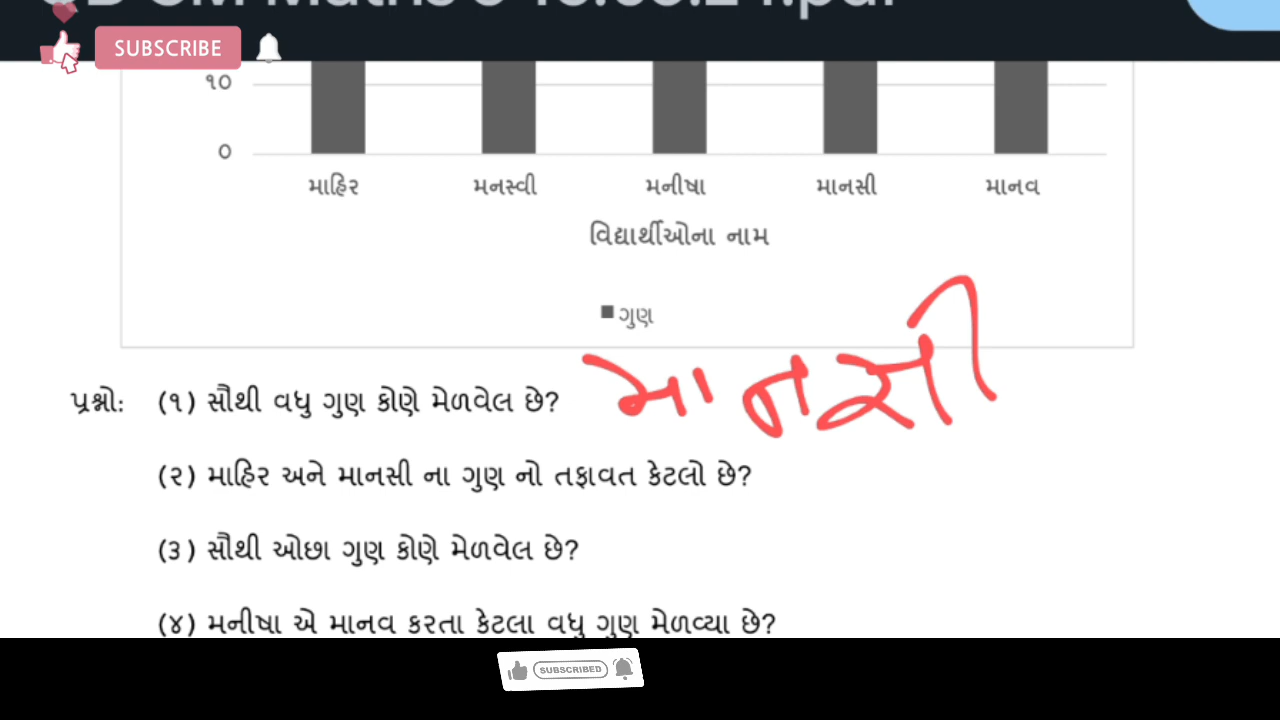 SUBSCRIBE
૧૦
૦
માહિર મનસ્વી મનીષા માનસી માનવ
વિદ્યાર્થીઓના નામ
ગુણ
પ્રશ્નો: (૧) સૌથી વધુ ગુણ કોણે મેળવેલ છે? માનસી
(૨) માહિર અને માનસી ના ગુણ નો તફાવત કેટલો છે?
(૩) સૌથી ઓછા ગુણ કોણે મેળવેલ છે?
(૪) મનીષા એ માનવ કરતા કેટલા વધુ ગુણ મેળવ્યા છે?
SUBSCRIBED